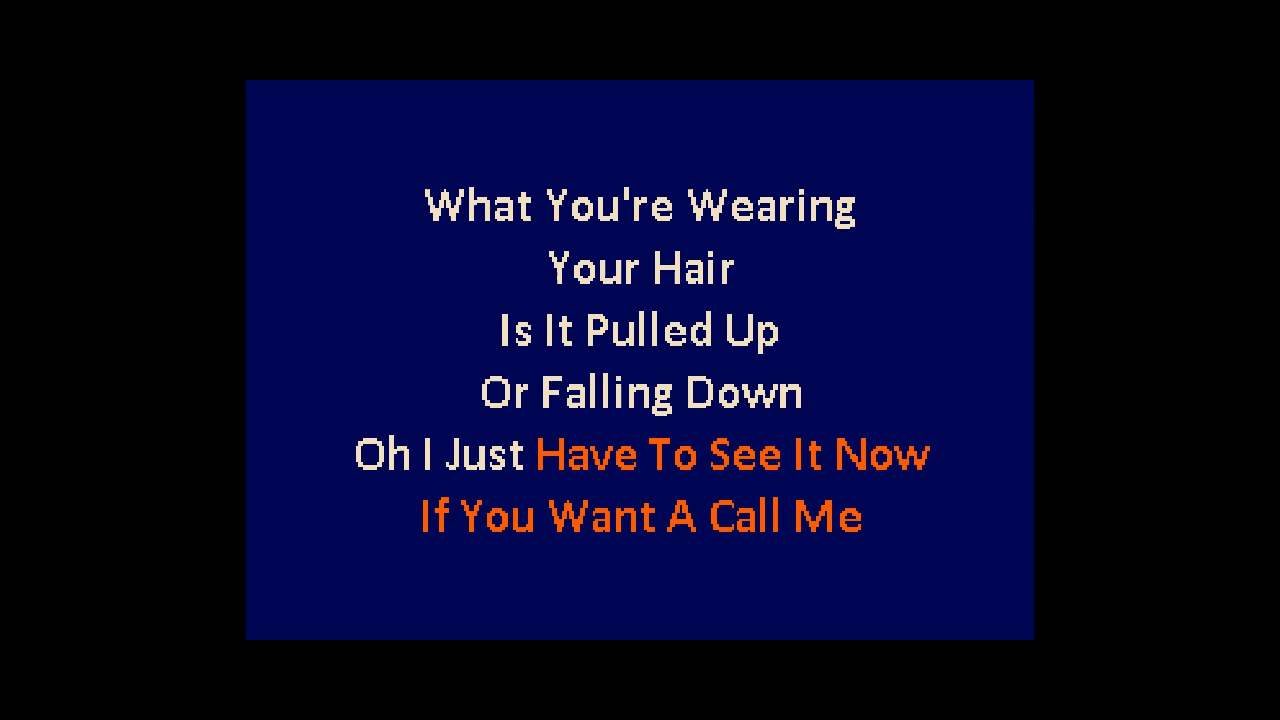 What You're Wearing
Your Hair
Is It Pulled Up
Or Falling Down
Oh I Just Have To See It Now
If You Want A Call Me